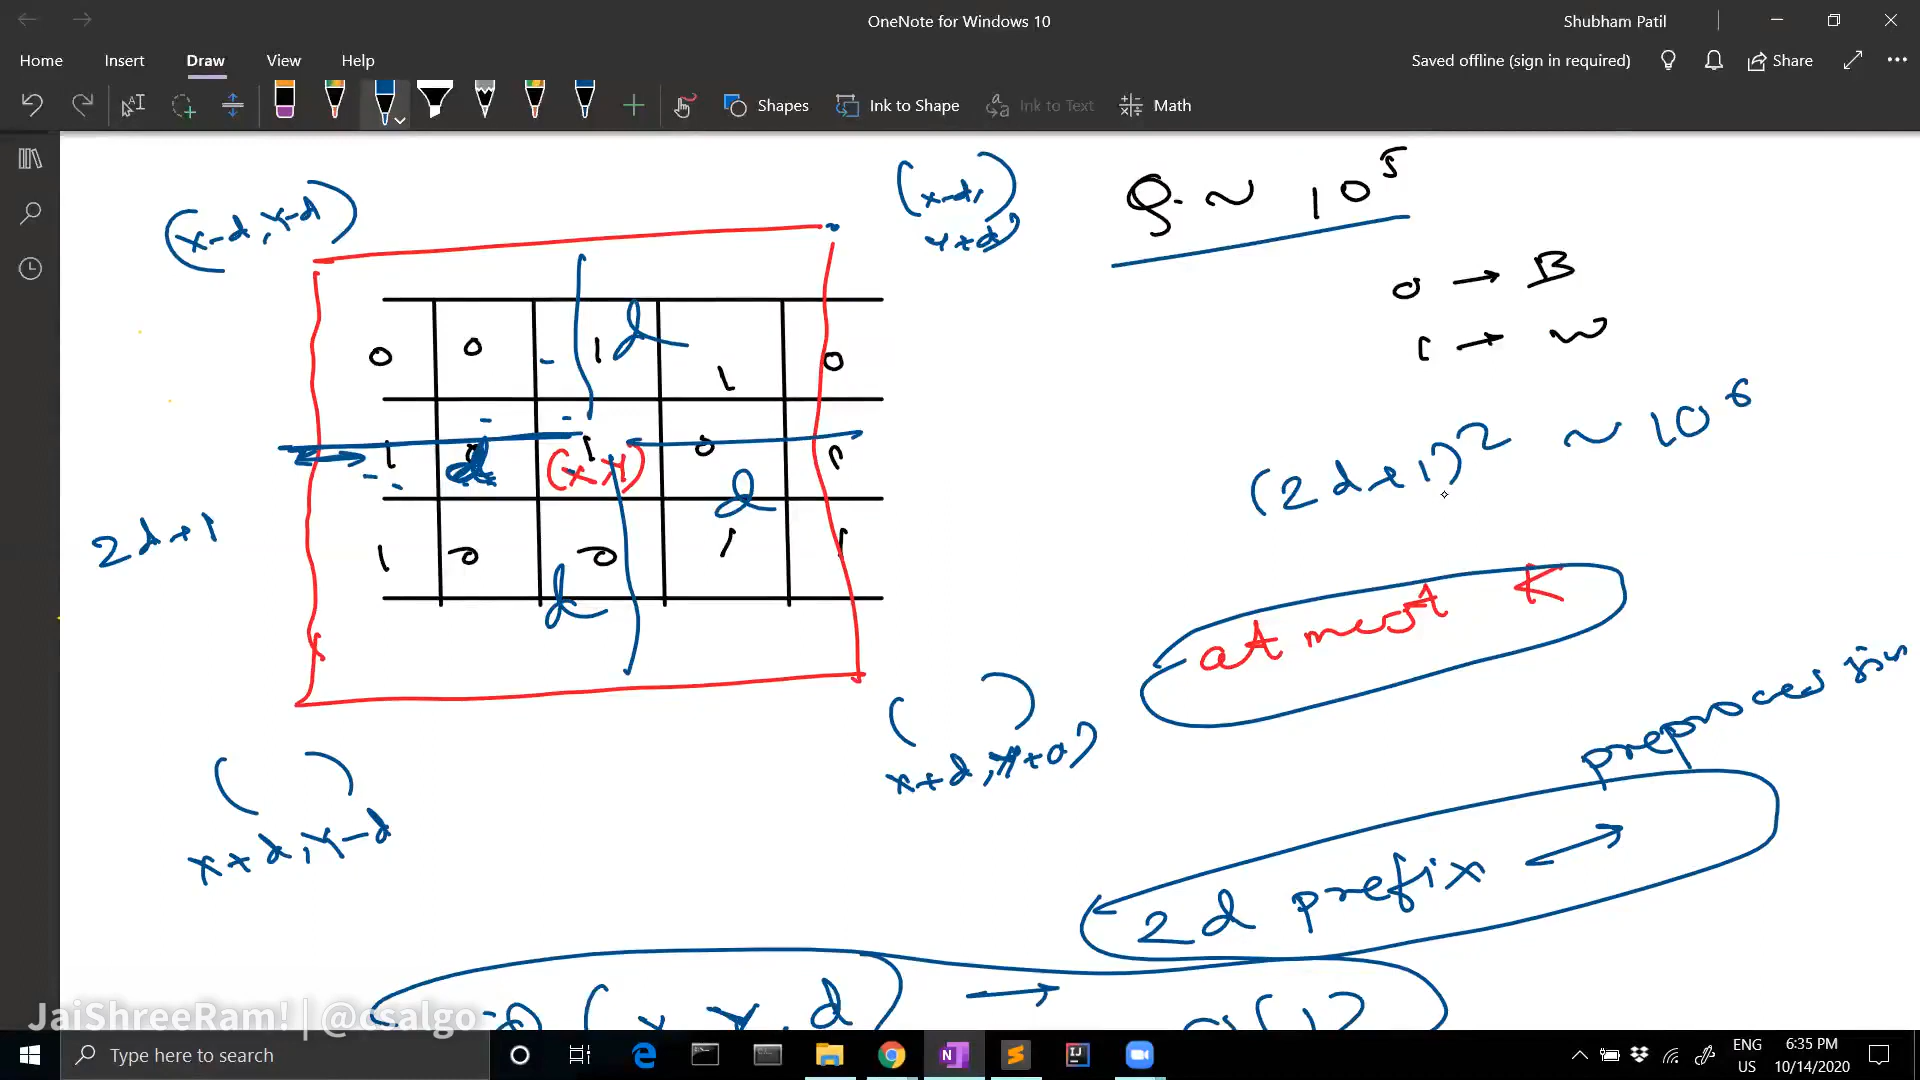 OneNote for Windows 10
Shubham Patil
Home Insert Draw View Help
Saved offline (sign in required)
Share
Shapes
Ink to Shape
Ink to Text
Math
(x-d, y-d)
(x-d,
y+d)
Q ~ 10^5
0 → B
1 → W
(2d+1)^2 ~ 10^6
0 0 1 1 0
d
1 1 0
d (x,y) d
1 0 0 1 1
d
2d+1
at most K
preprocessing
(x+d, y+d)
(x+d, y-d)
2d prefix →
(x, y, d →
O(1)
JaiShreeRam! | @csalgo
Type here to search
ENG
US
6:35 PM
10/14/2020